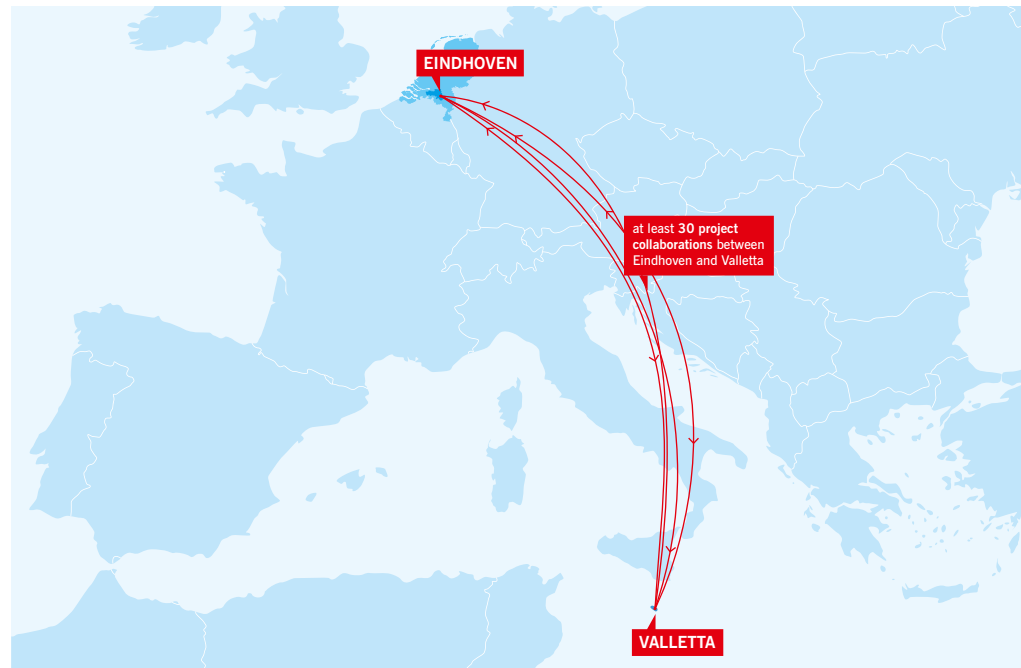 EINDHOVEN
at least 30 project
collaborations between
Eindhoven and Valletta
VALLETTA